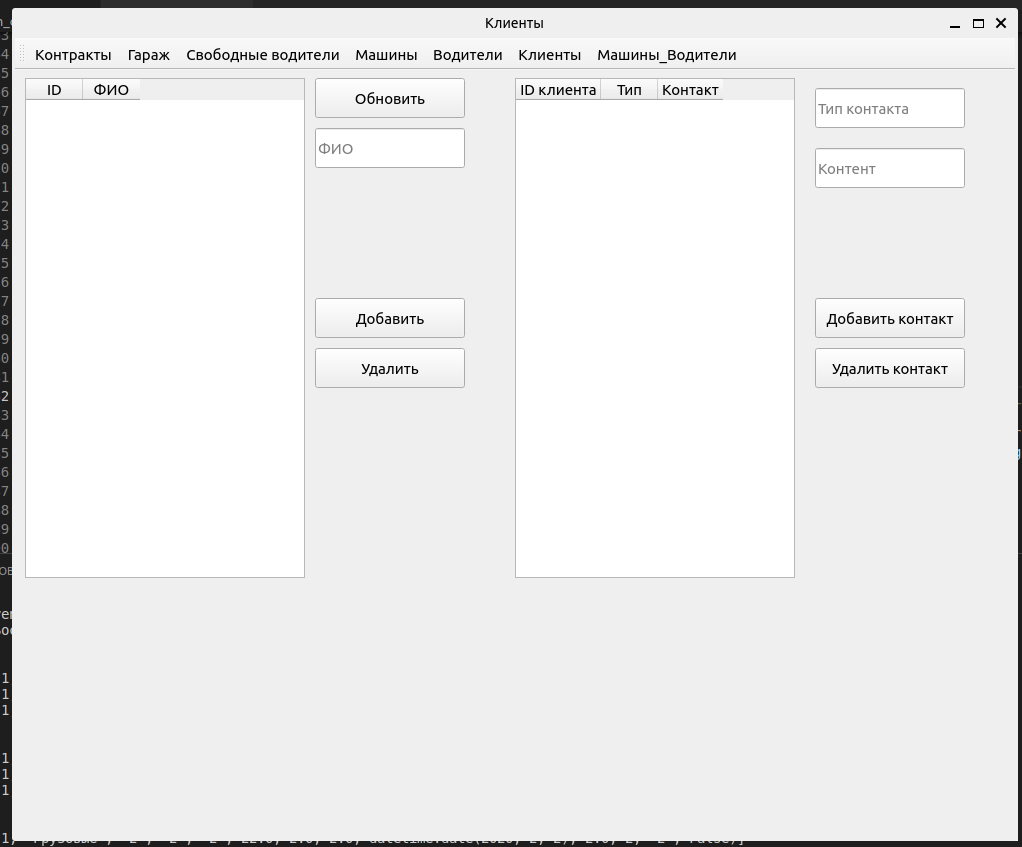 Клиенты
Контракты Гараж Свободные водители Машины Водители Клиенты Машины_Водители
ID ФИО
Обновить
ФИО
Добавить
Удалить
ID клиента Тип Контакт
Тип контакта
Контент
Добавить контакт
Удалить контакт